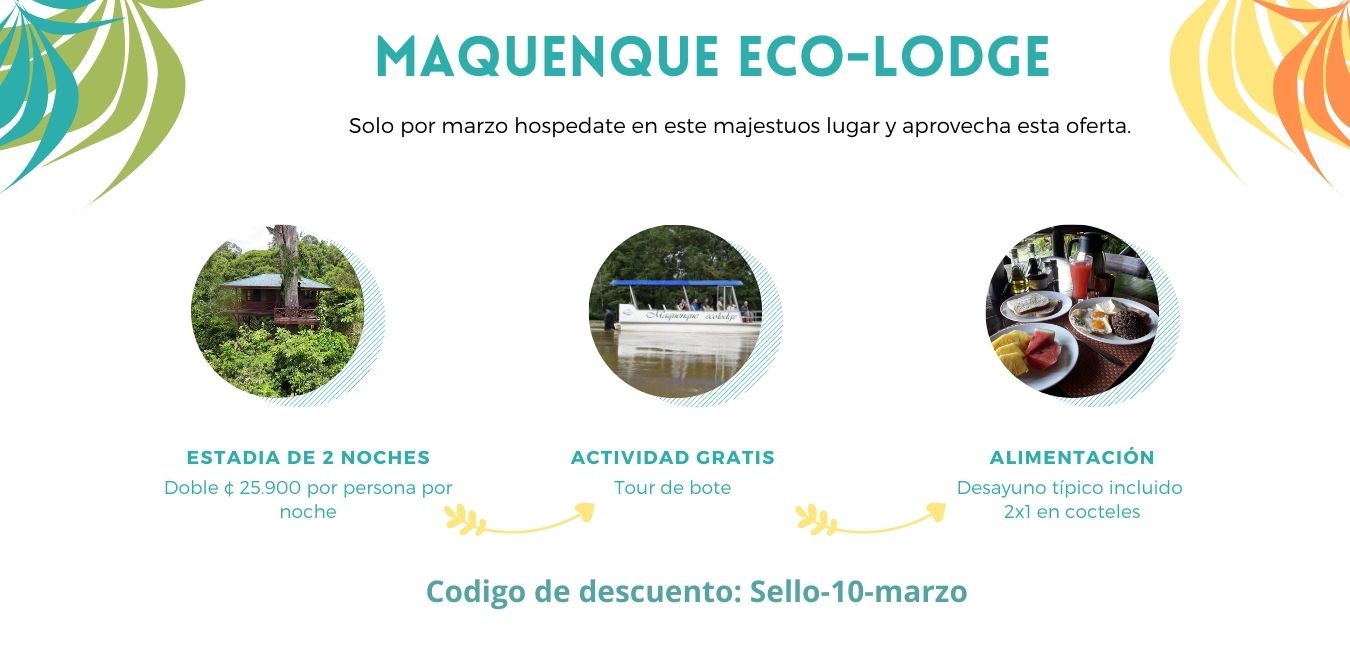 MAQUENQUE ECO-LODGE
Solo por marzo hospedate en este majestuos lugar y aprovecha esta oferta.
Maquenque ecolodge
ESTADIA DE 2 NOCHES
Doble ¢ 25.900 por persona por
noche
ACTIVIDAD GRATIS
Tour de bote
ALIMENTACIÓN
Desayuno típico incluido
2x1 en cocteles
Codigo de descuento: Sello-10-marzo